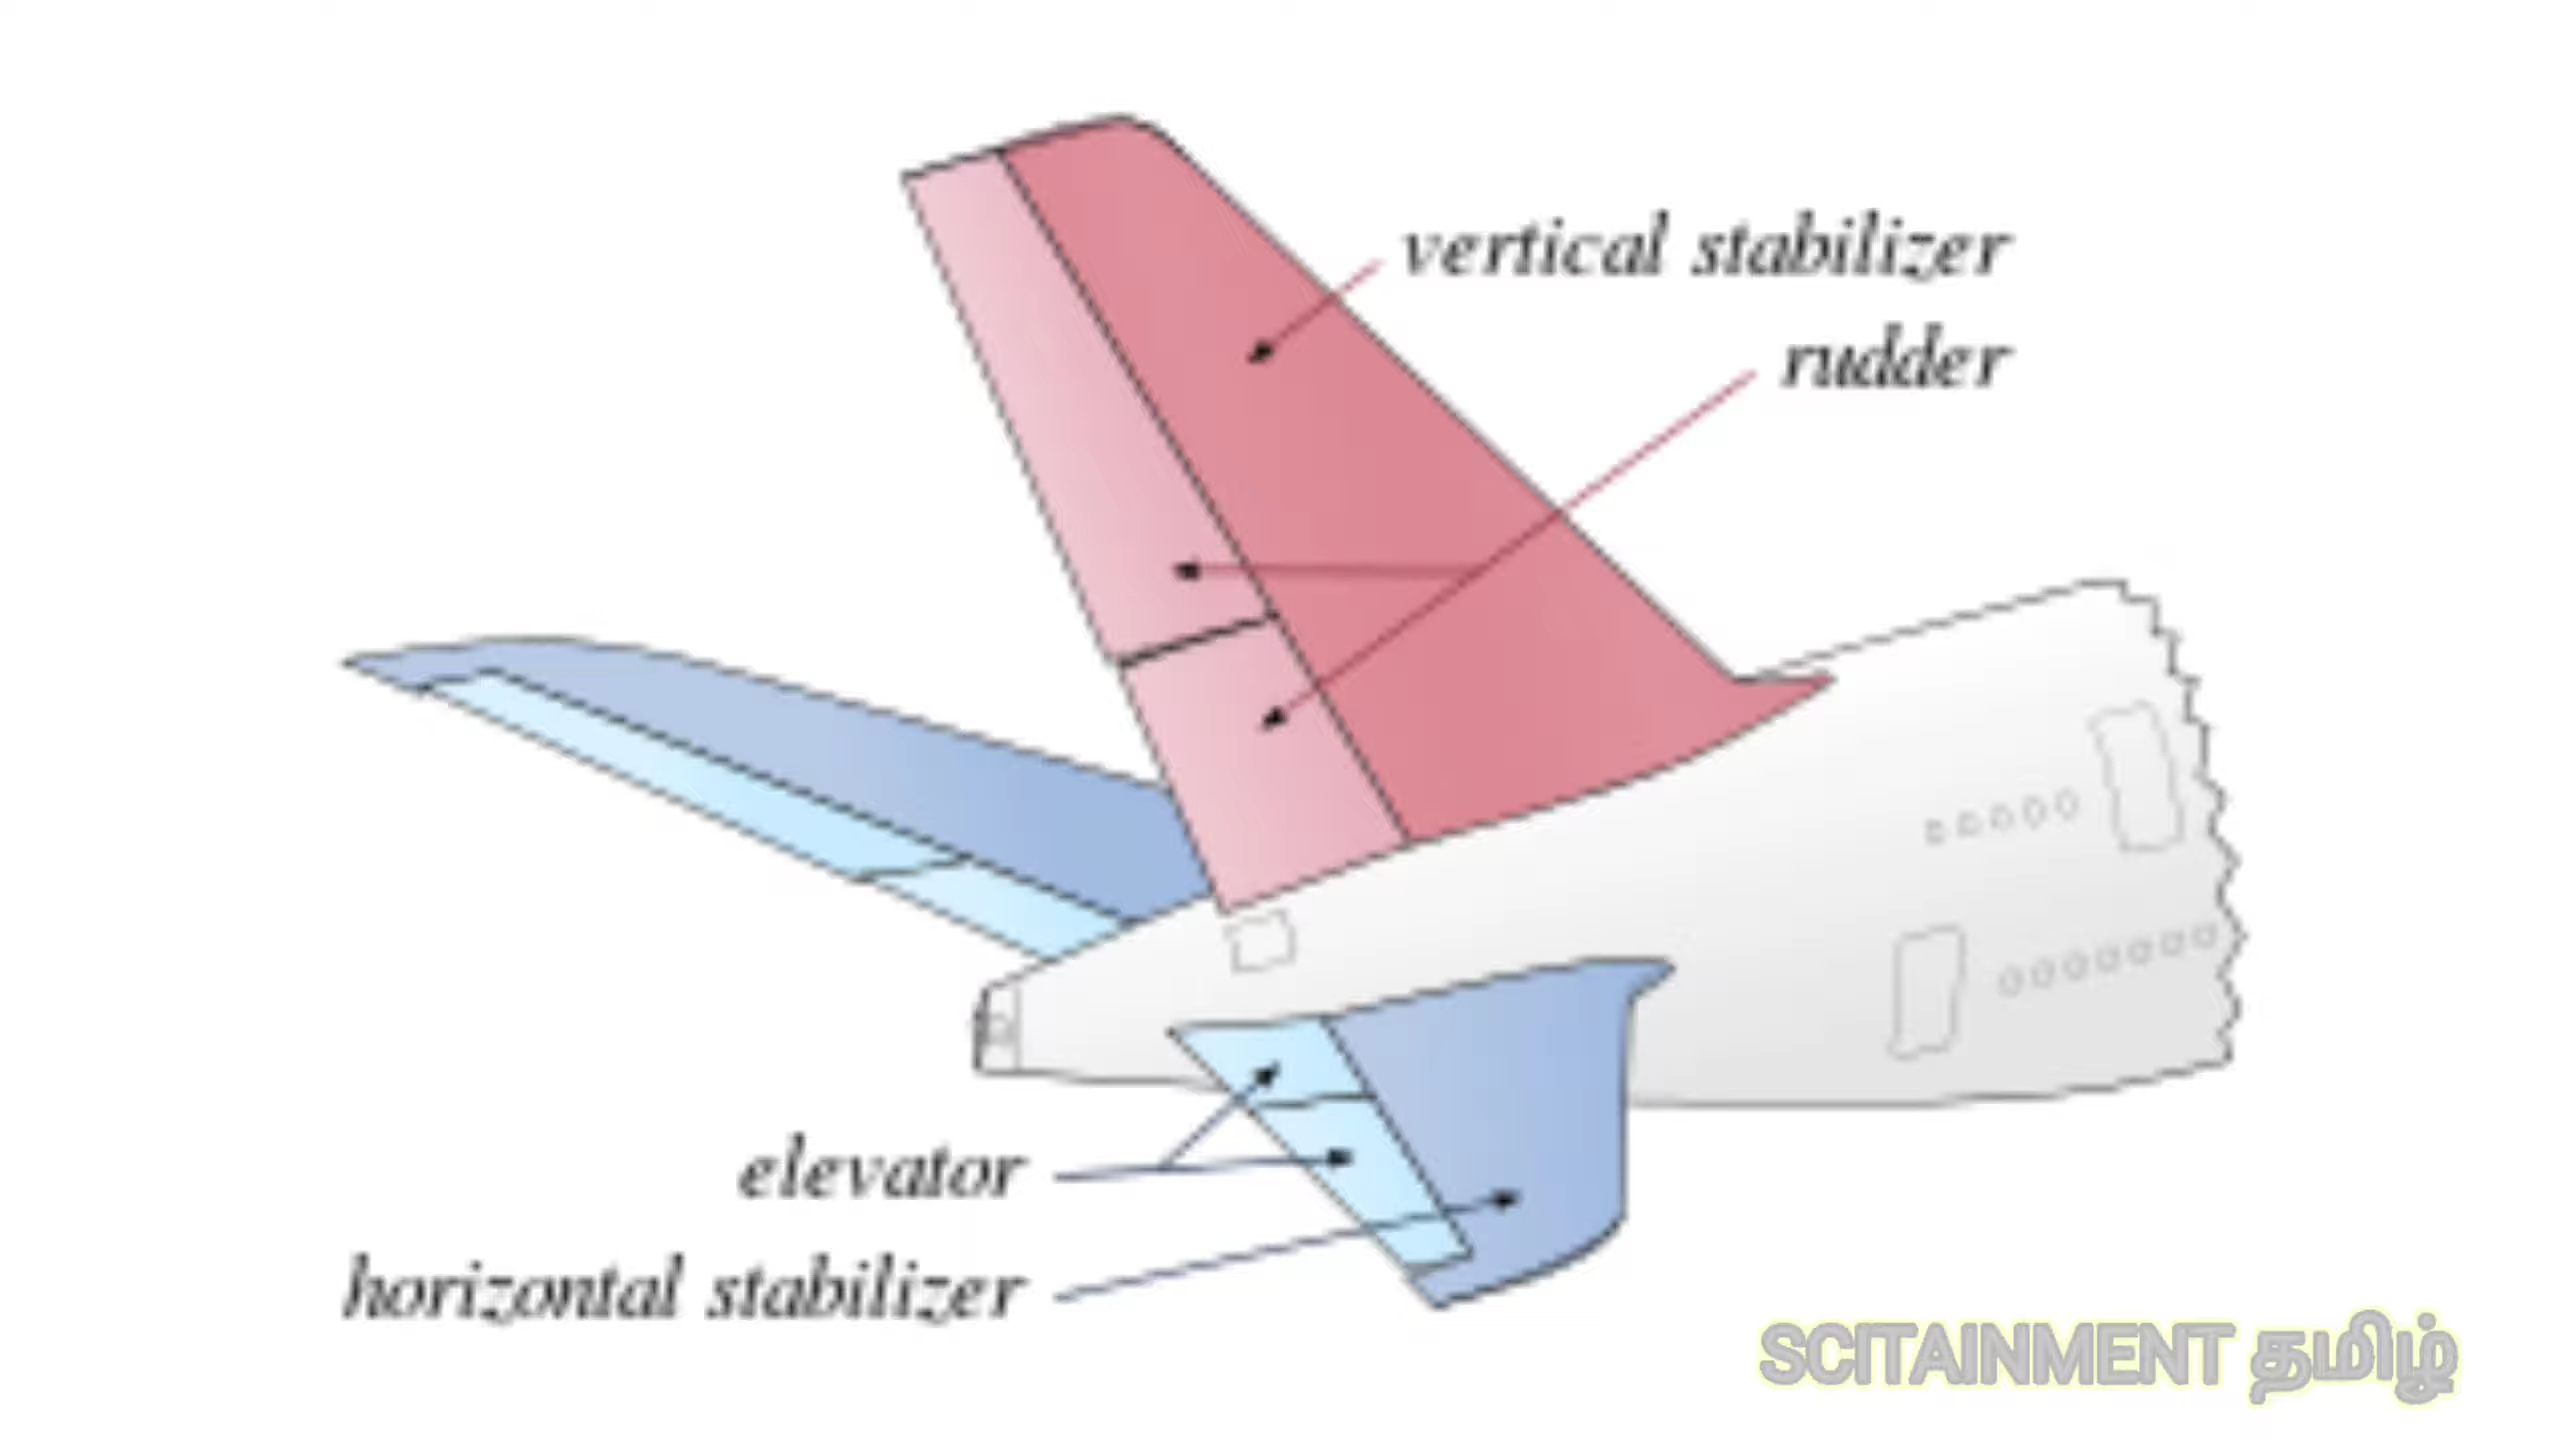 vertical stabilizer
rudder
elevator
horizontal stabilizer
SCITAINMENT தமிழ்